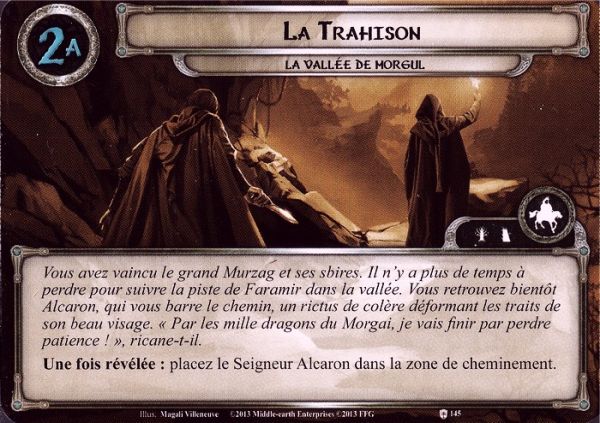 2A
LA TRAHISON
LA VALLÉE DE MORGUL
Vous avez vaincu le grand Murzag et ses sbires. Il n'y a plus de temps à
perdre pour suivre la piste de Faramir dans la vallée. Vous retrouvez bientôt
Alcaron, qui vous barre le chemin, un rictus de colère déformant les traits de
son beau visage. « Par les mille dragons du Morgai, je vais finir par perdre
patience ! », ricane-t-il.
Une fois révélée : placez le Seigneur Alcaron dans la zone de cheminement.
Illus. Magali Villeneuve ©2013 Middle-earth Enterprises ©2013 FFG 145